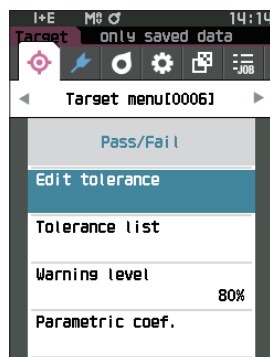 I+E M0 14:14
Target only saved data
-JOB
Target menu[0006]
Pass/Fail
Edit tolerance
Tolerance list
Warning level
80%
Parametric coef.